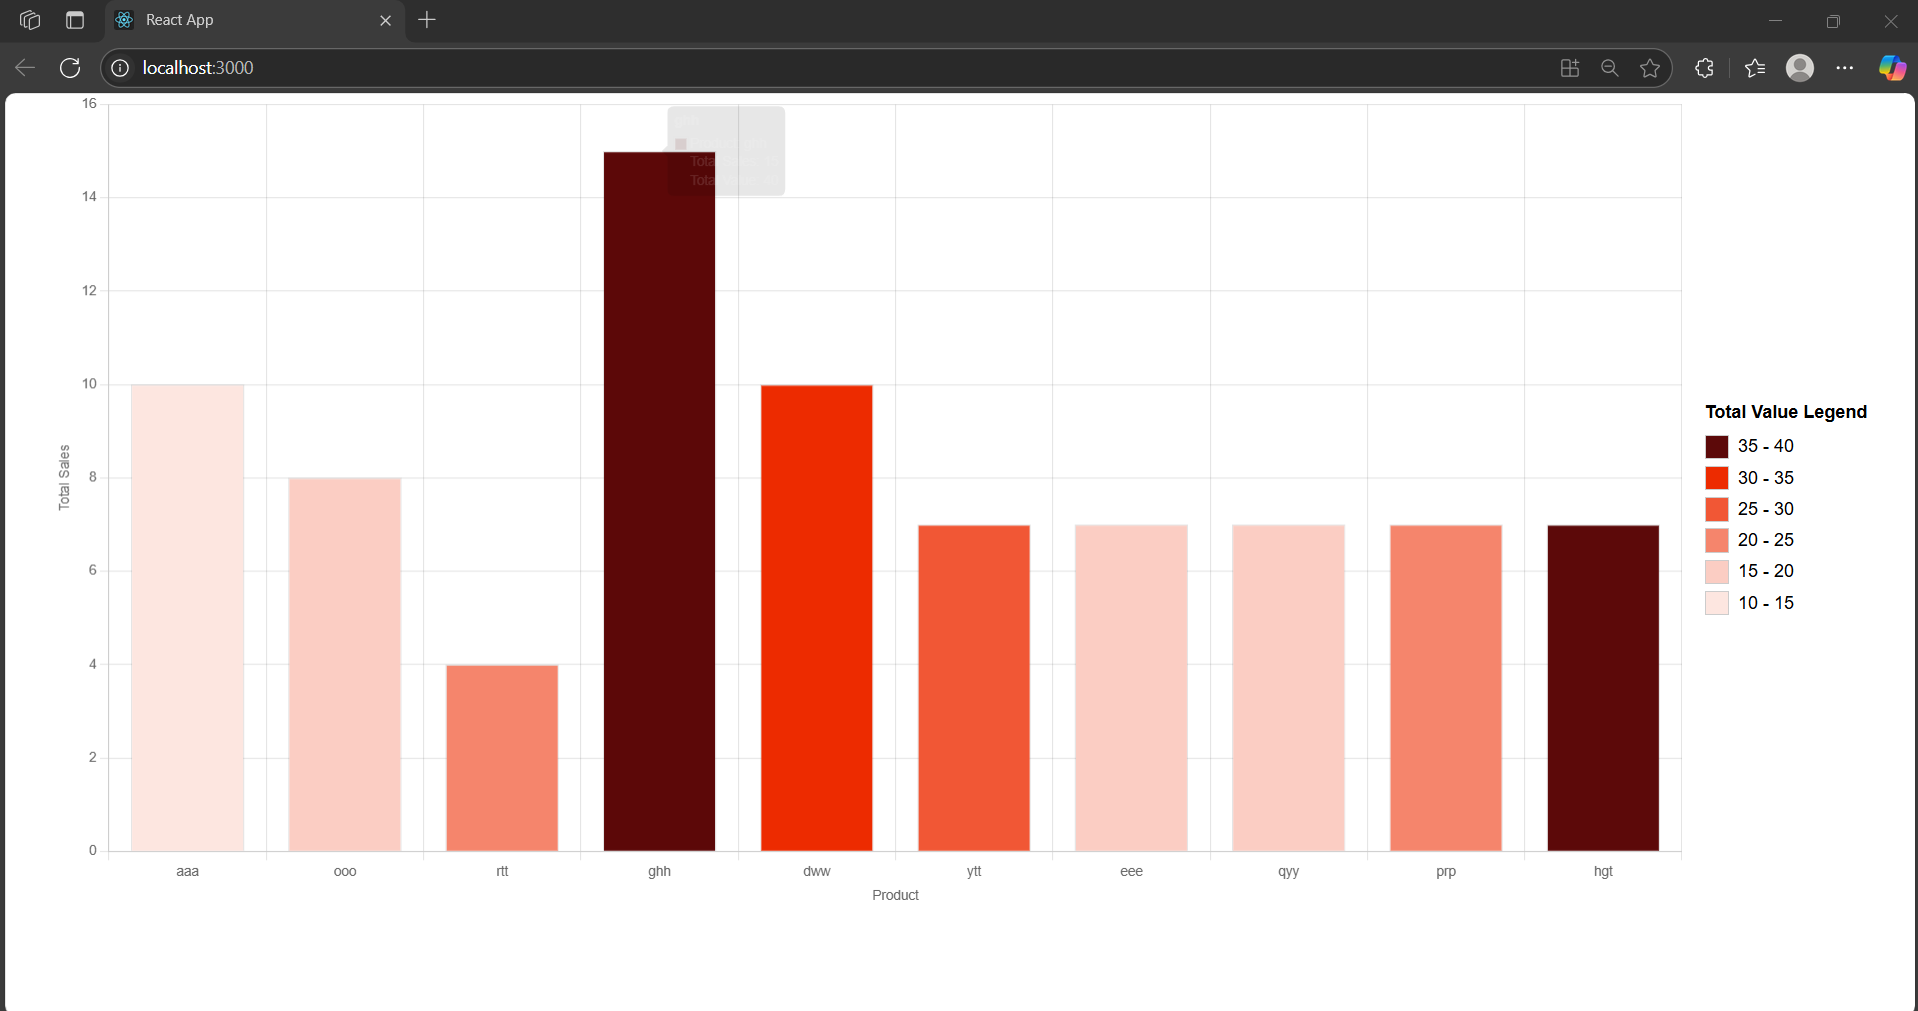 React App
localhost:3000
16
14
12
10
8
6
4
2
0
Total Sales
aaa ooo rtt ghh dww ytt eee qyy prp hgt
Product
Total Value Legend
35 - 40
30 - 35
25 - 30
20 - 25
15 - 20
10 - 15